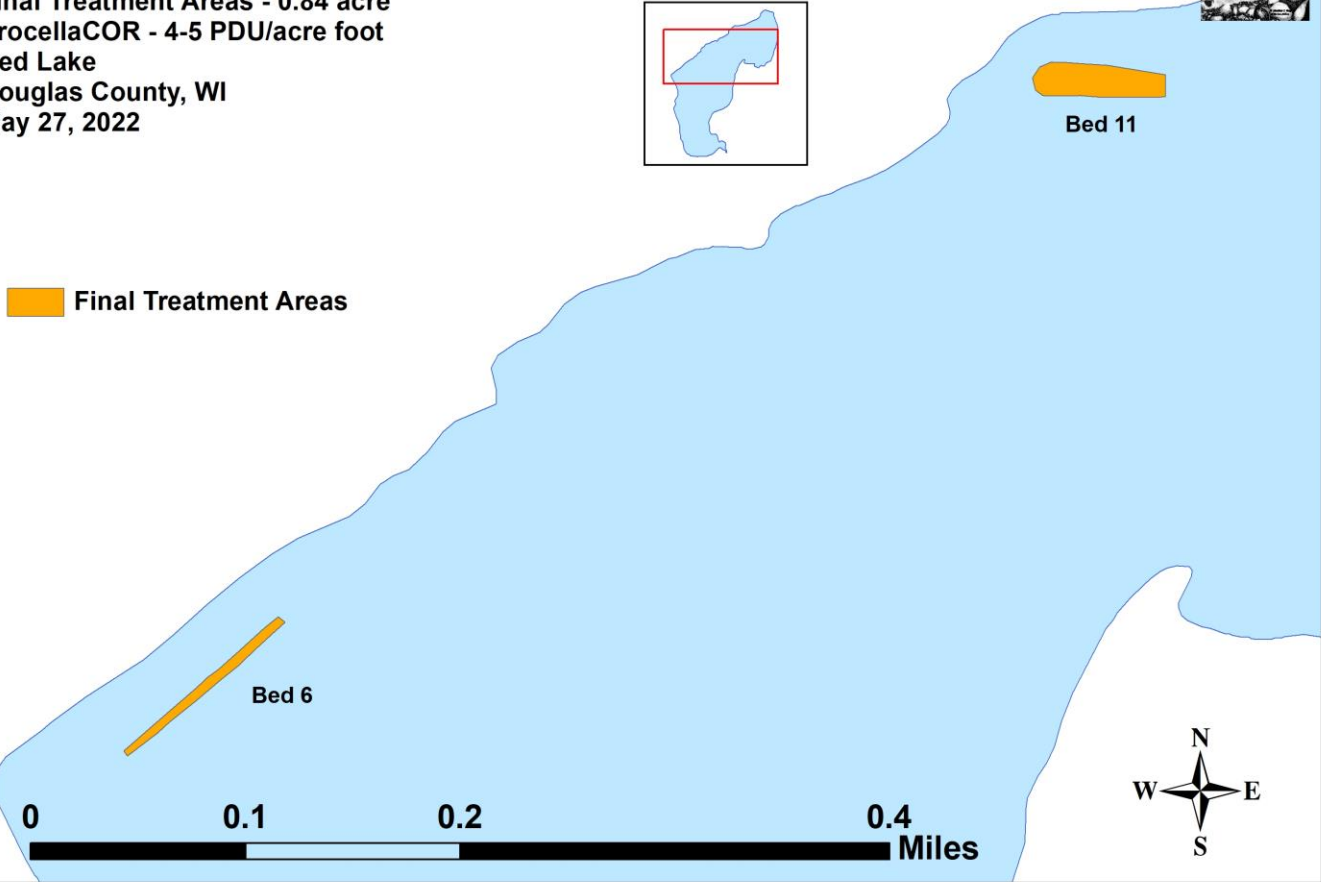 inal Treatment Areas - 0.84 acre
rocellaCOR - 4-5 PDU/acre foot
ed Lake
ouglas County, WI
ay 27, 2022
Bed 11
Final Treatment Areas
Bed 6
N
W E
S
0 0.1 0.2 0.4
Miles